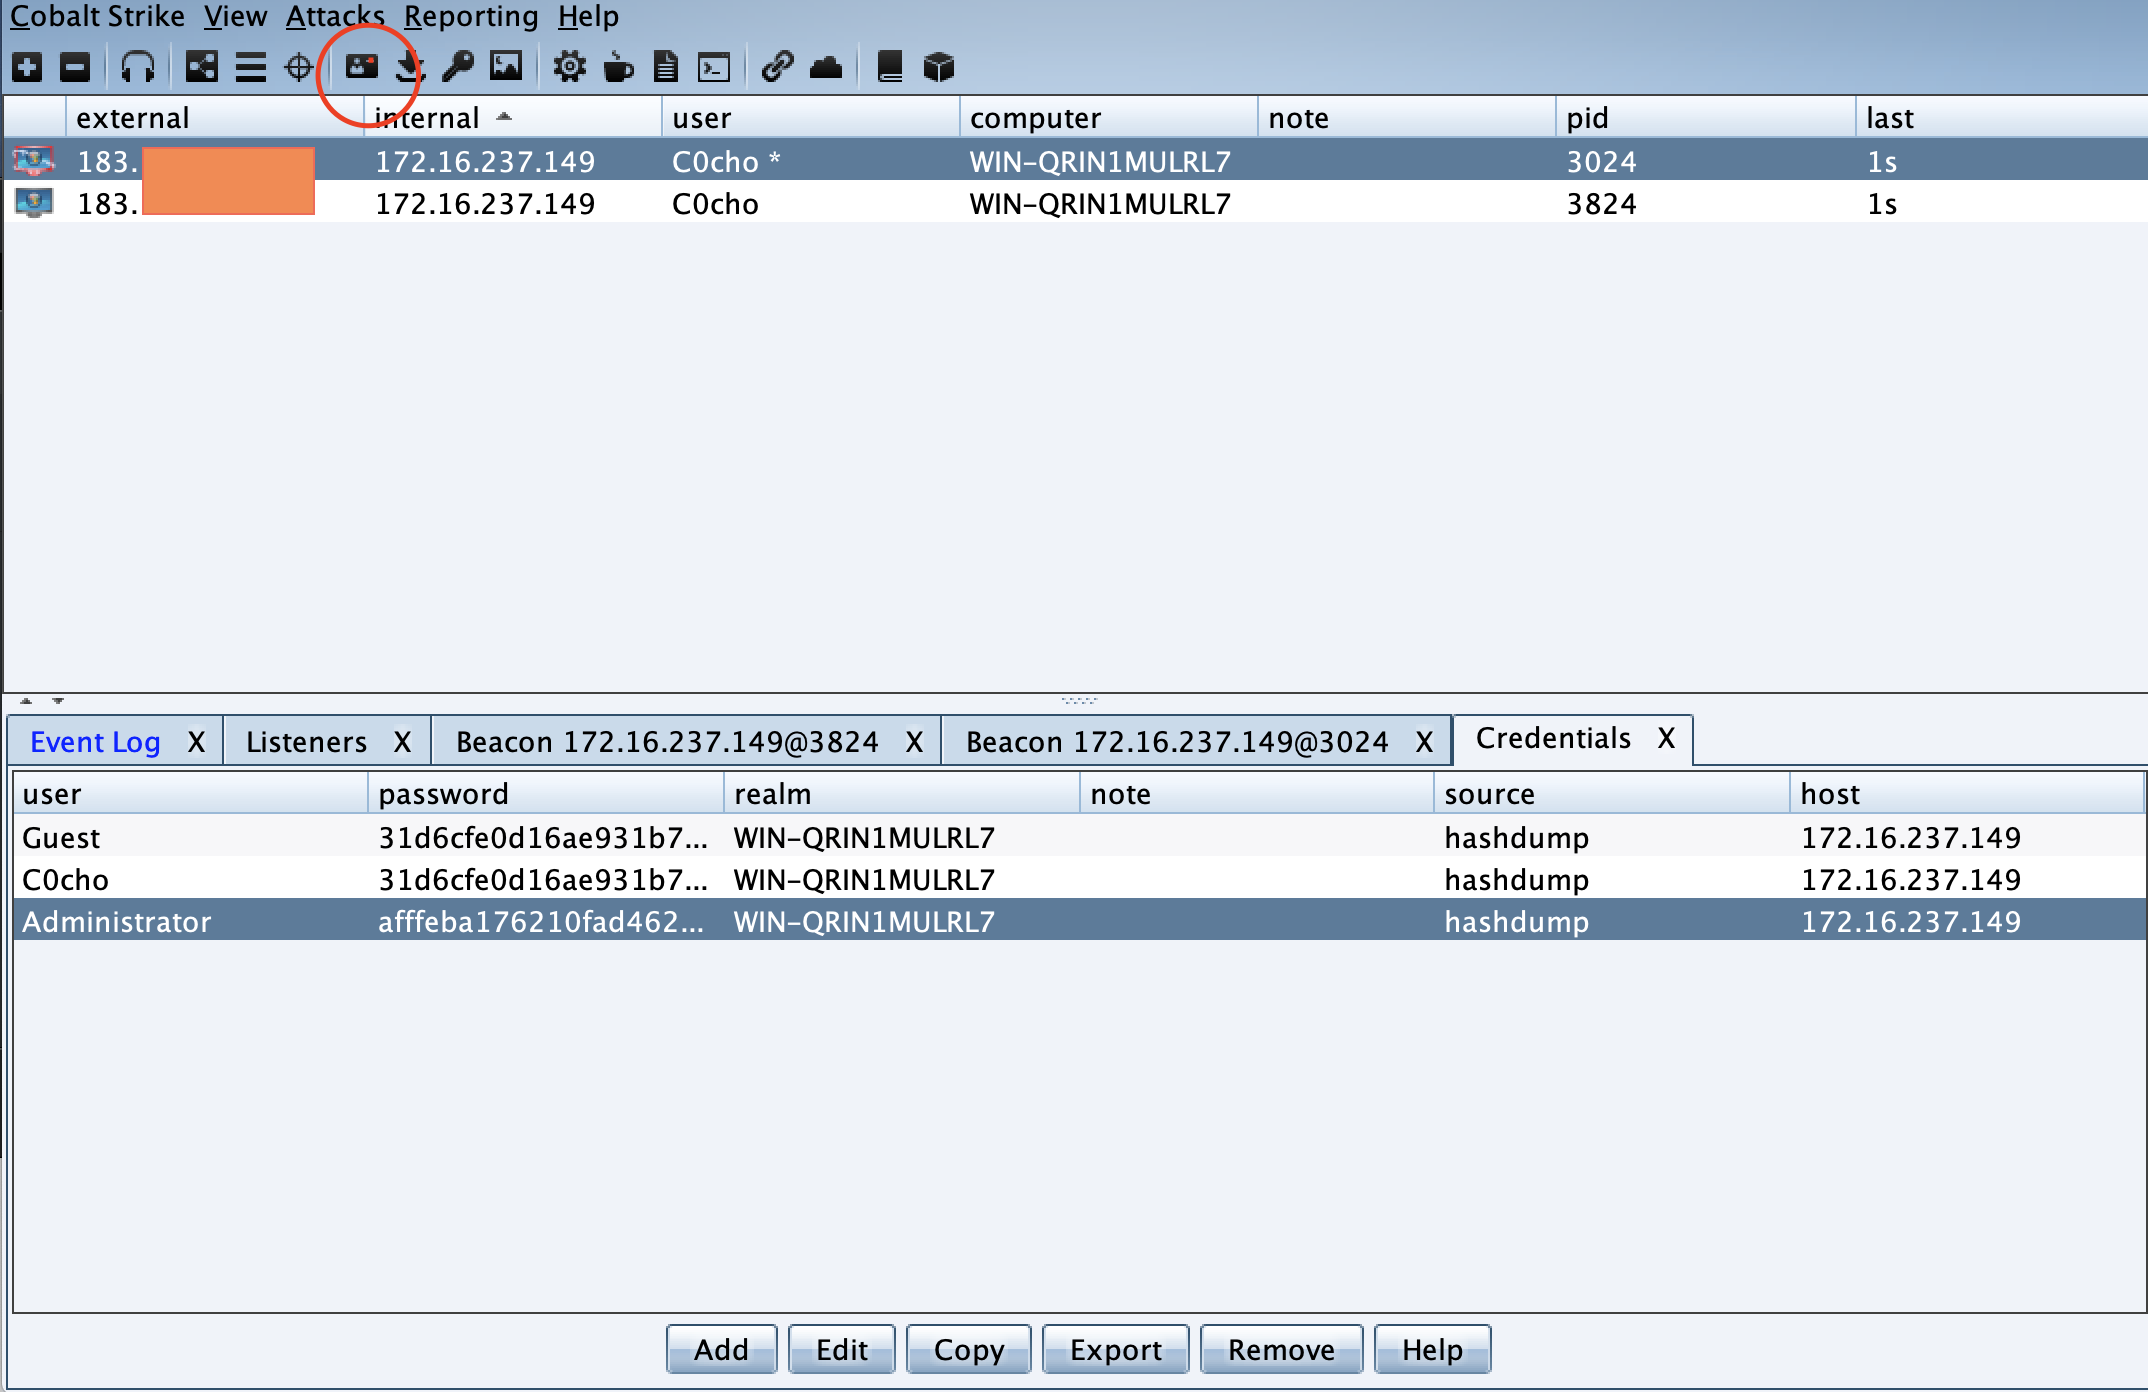 Cobalt Strike View Attacks Reporting Help
external internal user computer note pid last
183. 172.16.237.149 C0cho * WIN-QRIN1MULRL7 3024 1s
183. 172.16.237.149 C0cho WIN-QRIN1MULRL7 3824 1s
Event Log X Listeners X Beacon 172.16.237.149@3824 X Beacon 172.16.237.149@3024 X Credentials X
user password realm note source host
Guest 31d6cfe0d16ae931b7... WIN-QRIN1MULRL7 hashdump 172.16.237.149
C0cho 31d6cfe0d16ae931b7... WIN-QRIN1MULRL7 hashdump 172.16.237.149
Administrator afffeba176210fad462... WIN-QRIN1MULRL7 hashdump 172.16.237.149
Add Edit Copy Export Remove Help